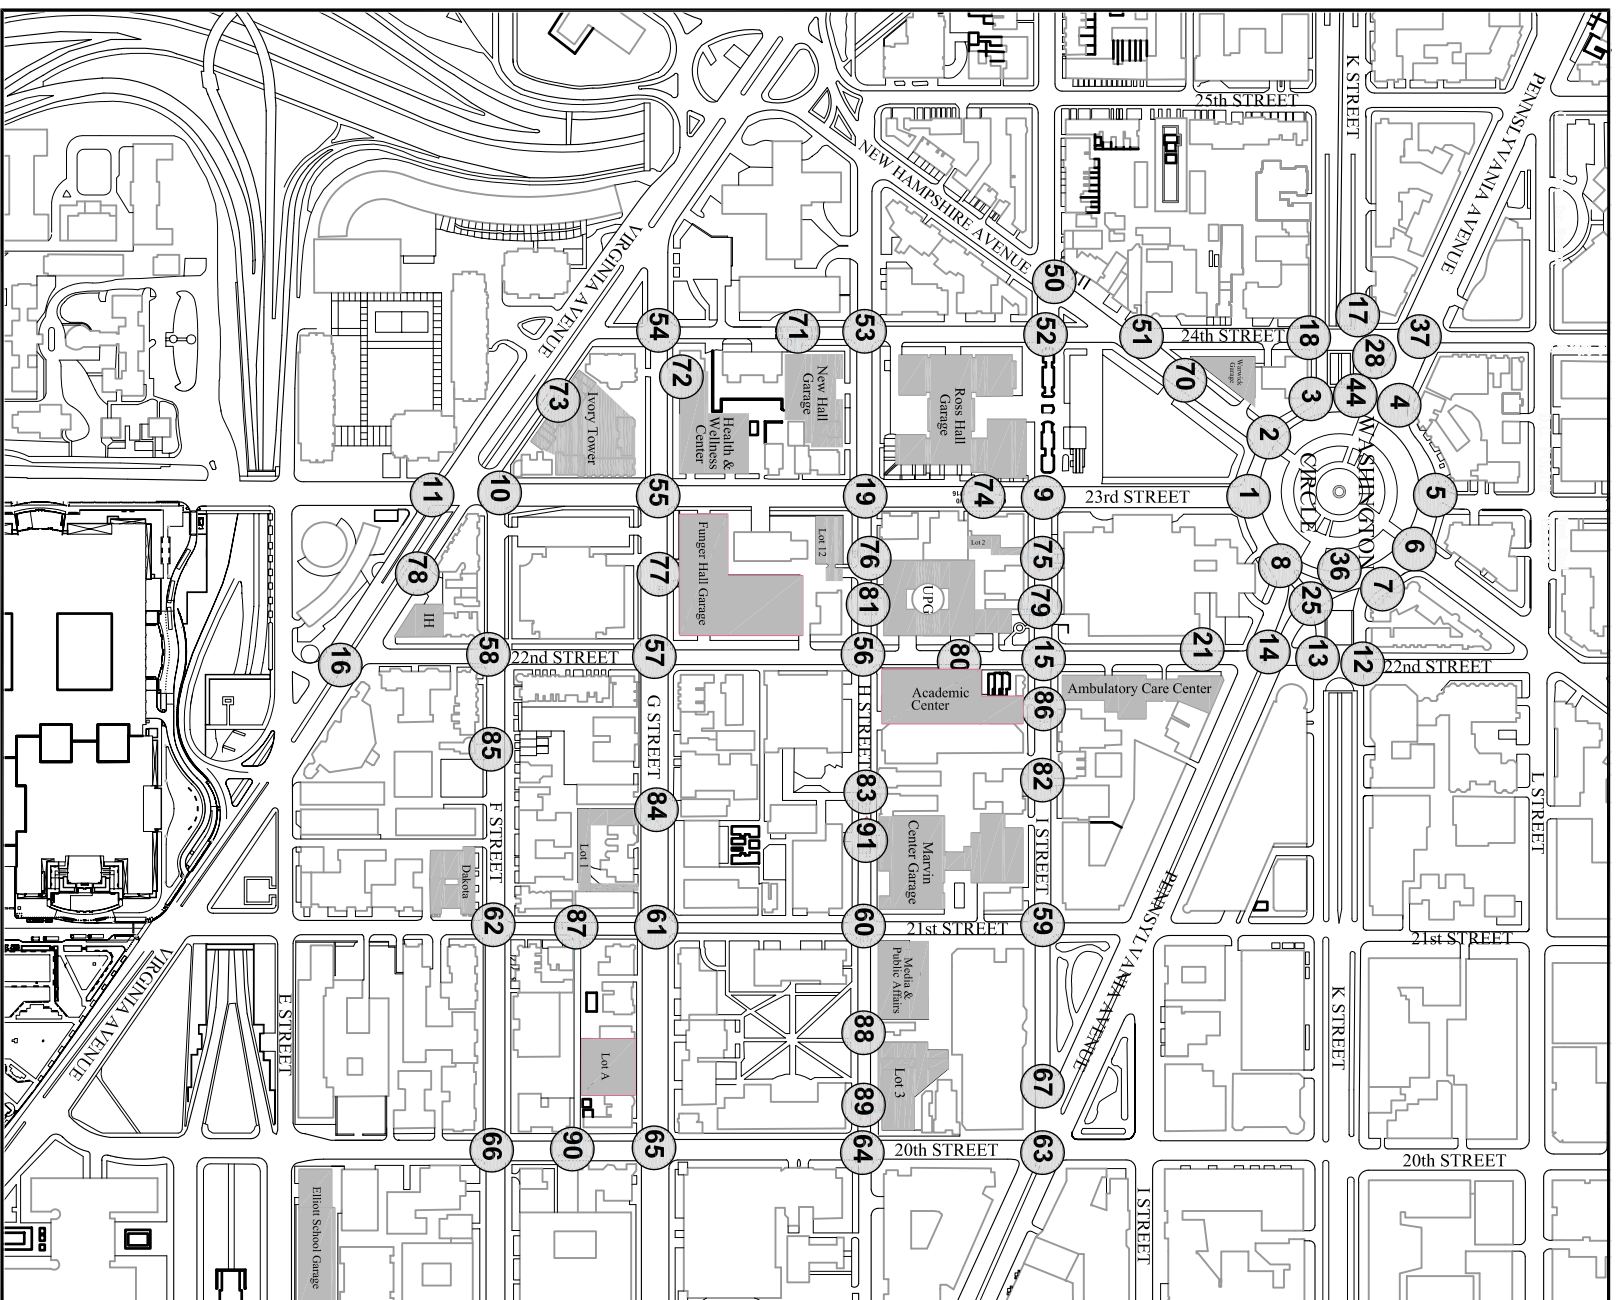 25th STREET
K STREET
PENNSLYVANIA AVENUE
NEW HAMPSHIRE AVENUE
VIRGINIA AVENUE
50
17
54
71
53
52
51
24th STREET
18
37
28
72
New Hall
Garage
Ross Hall
Garage
70
Warwick
Garage
73
Ivory Tower
Health &
Wellness
Center
3
44
4
2
WASHINGTON
CIRCLE
11
10
55
19
74
9
23rd STREET
1
5
78
77
Funger Hall Garage
Lot 12
76
Lot 2
75
8
36
6
IH
81
UPG
79
25
7
16
58
22nd STREET
57
56
80
15
21
14
13
12
22nd STREET
G STREET
H STREET
Academic
Center
86
Ambulatory Care Center
85
84
83
82
L STREET
F STREET
Dakota
Lot 1
91
Marvin
Center Garage
I STREET
PENNSYLVANIA AVENUE
62
87
61
60
21st STREET
59
21st STREET
VIRGINIA AVENUE
E STREET
Media &
Public Affairs
K STREET
88
Lot A
Lot 3
67
89
66
90
65
64
20th STREET
63
20th STREET
Elliott School Garage
I STREET